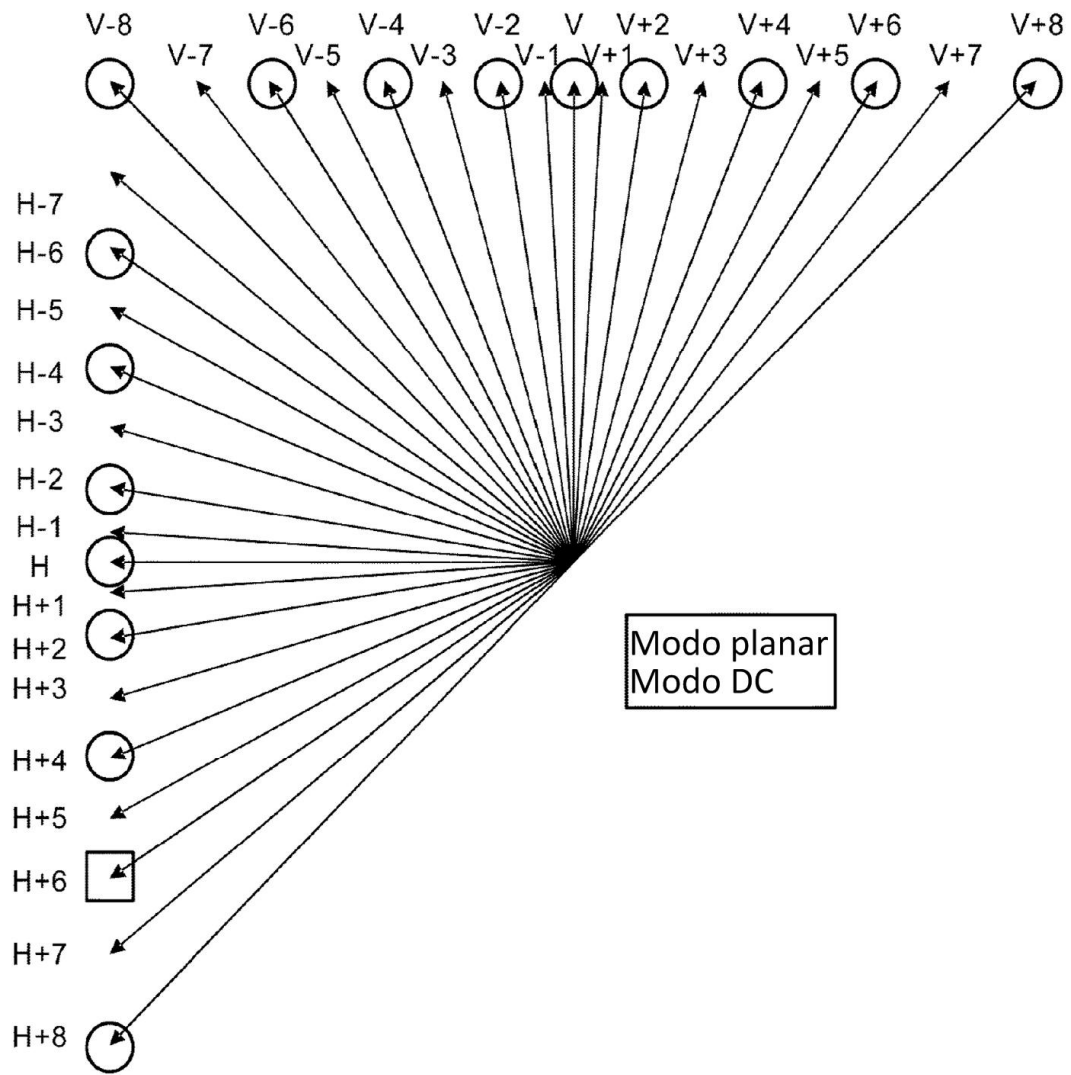 V-8 V-6 V-4 V-2 V V+2 V+4 V+6 V+8
V-7 V-5 V-3 V-1 V+1 V+3 V+5 V+7
H-7
H-6
H-5
H-4
H-3
H-2
H-1
H
H+1
H+2
H+3
H+4
H+5
H+6
H+7
H+8
Modo planar
Modo DC